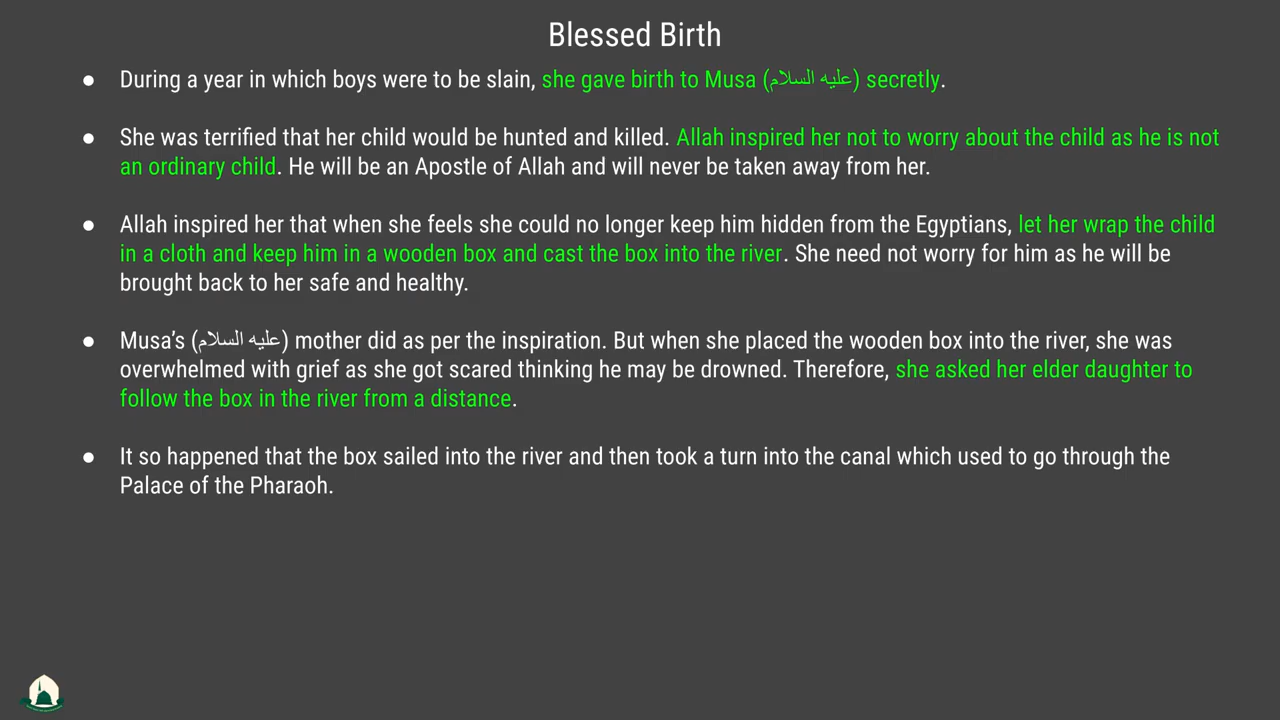 Blessed Birth
● During a year in which boys were to be slain, she gave birth to Musa (عليه السلام) secretly.
● She was terrified that her child would be hunted and killed. Allah inspired her not to worry about the child as he is not
an ordinary child. He will be an Apostle of Allah and will never be taken away from her.
● Allah inspired her that when she feels she could no longer keep him hidden from the Egyptians, let her wrap the child
in a cloth and keep him in a wooden box and cast the box into the river. She need not worry for him as he will be
brought back to her safe and healthy.
● Musa's (عليه السلام) mother did as per the inspiration. But when she placed the wooden box into the river, she was
overwhelmed with grief as she got scared thinking he may be drowned. Therefore, she asked her elder daughter to
follow the box in the river from a distance.
● It so happened that the box sailed into the river and then took a turn into the canal which used to go through the
Palace of the Pharaoh.